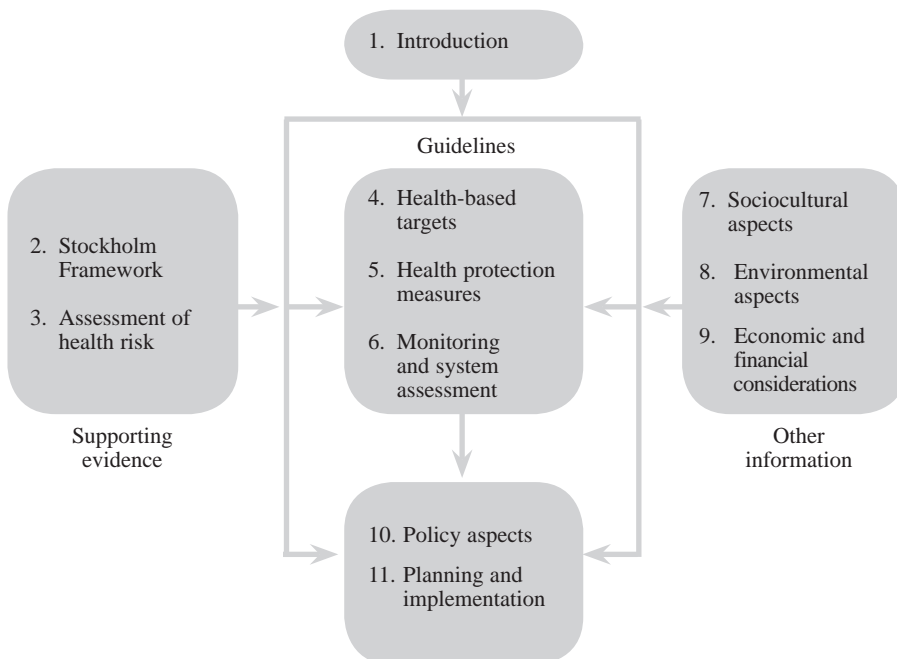 1. Introduction
Guidelines
2. Stockholm
Framework
3. Assessment of
health risk
Supporting
evidence
4. Health-based
targets
5. Health protection
measures
6. Monitoring
and system
assessment
7. Sociocultural
aspects
8. Environmental
aspects
9. Economic and
financial
considerations
Other
information
10. Policy aspects
11. Planning and
implementation